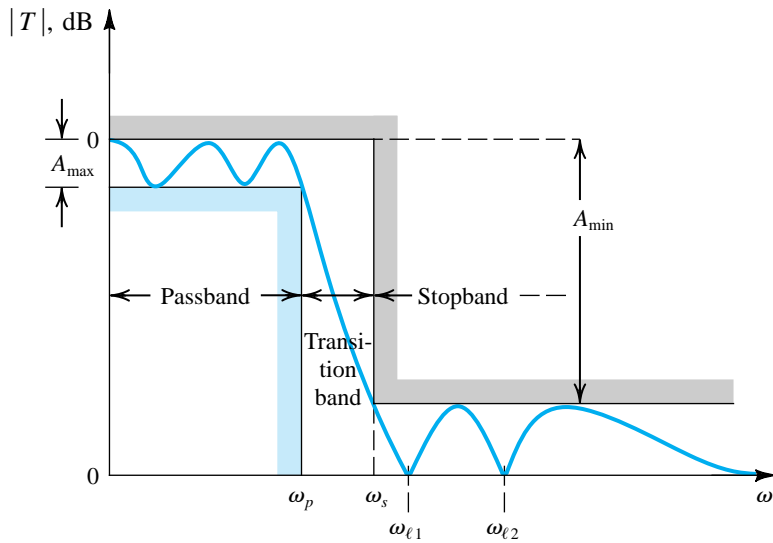 |T|, dB
0
A_max
Passband
Stopband
A_min
Transi-
tion
band
0
ω_p
ω_s
ω
ω_ℓ1
ω_ℓ2